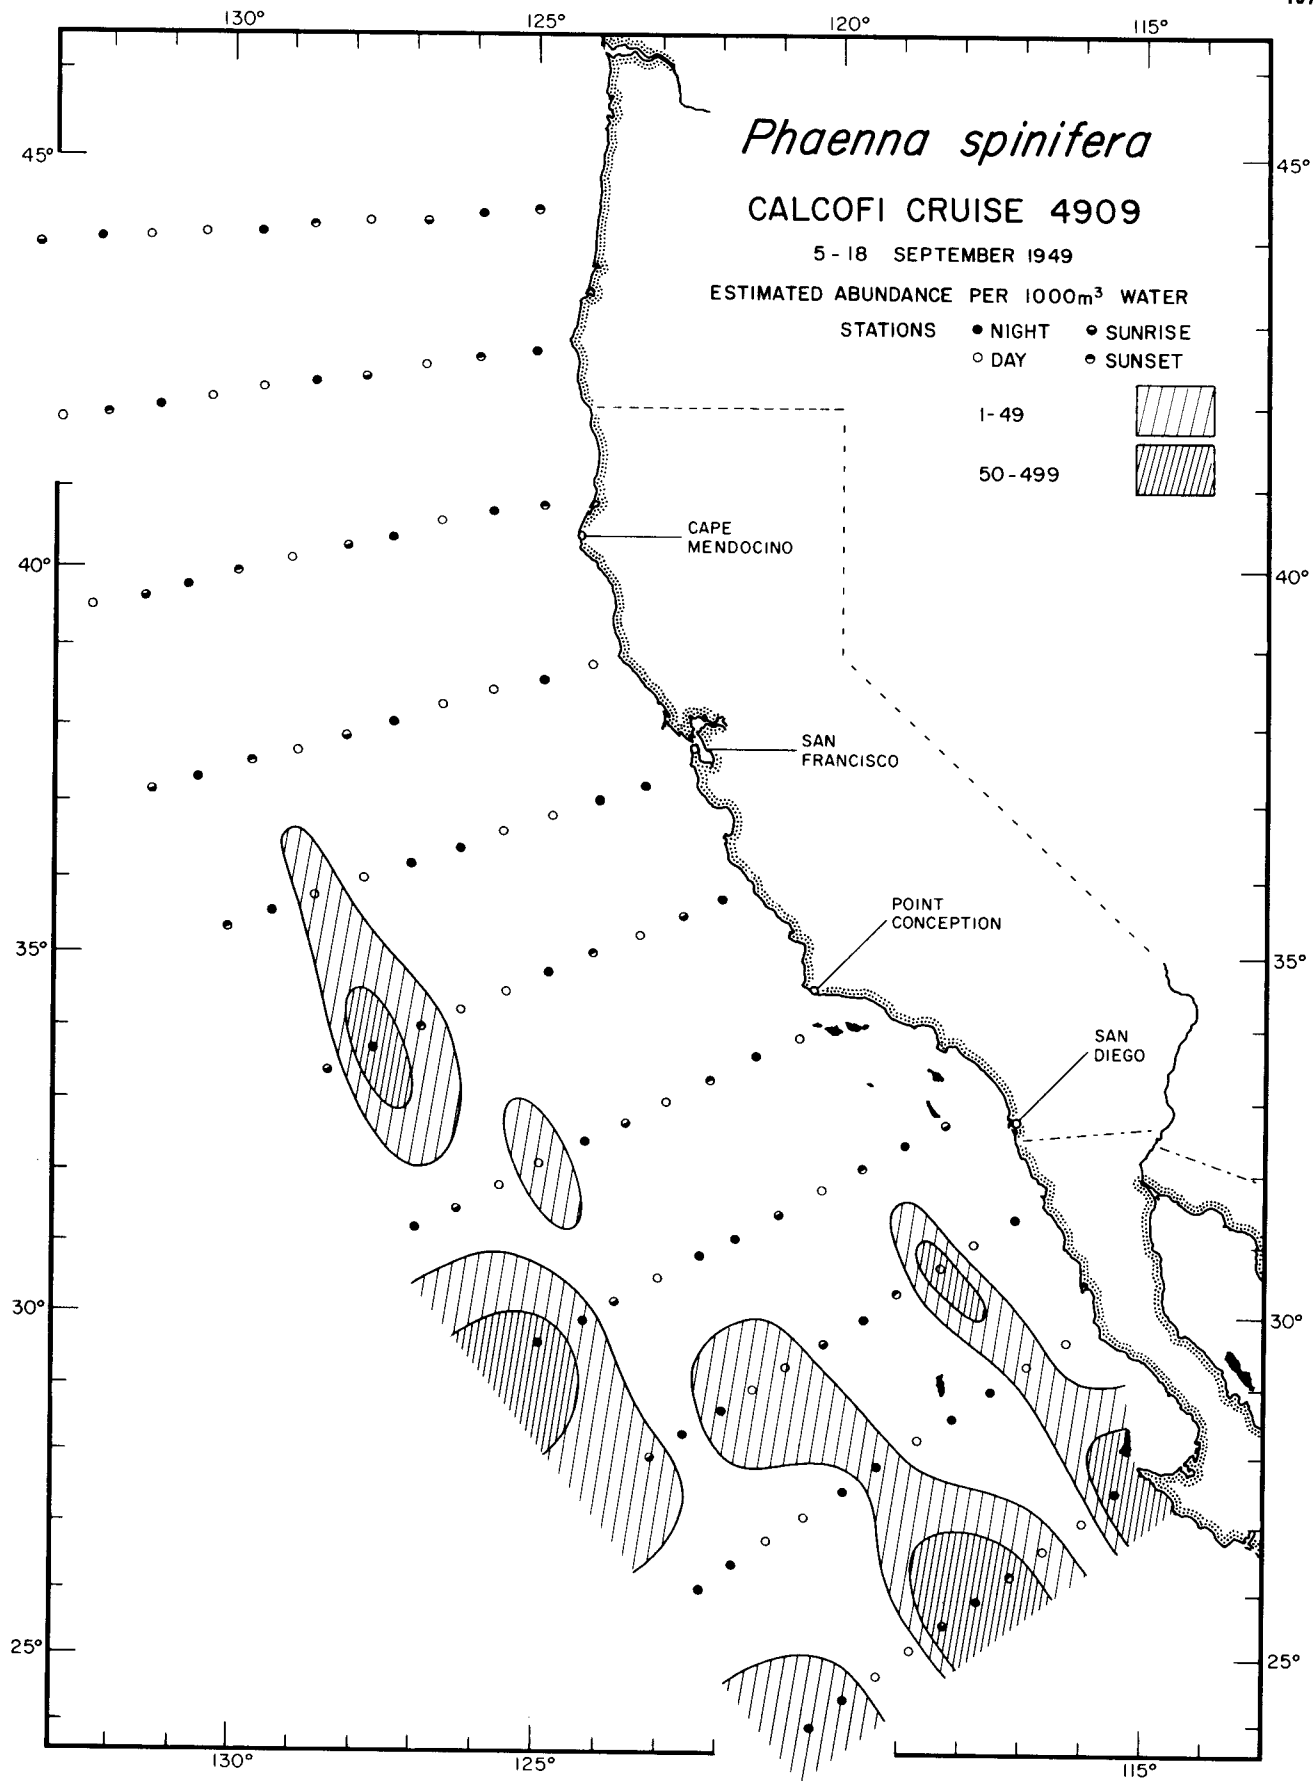 130° 125° 120° 115°
Phaenna spinifera
45° 45°
CALCOFI CRUISE 4909
5-18 SEPTEMBER 1949
ESTIMATED ABUNDANCE PER 1000m³ WATER
STATIONS ● NIGHT SUNRISE
○ DAY SUNSET
1-49
50-499
CAPE
MENDOCINO
40° 40°
SAN
FRANCISCO
POINT
CONCEPTION
35° 35°
SAN
DIEGO
30° 30°
25° 25°
130° 125° 115°